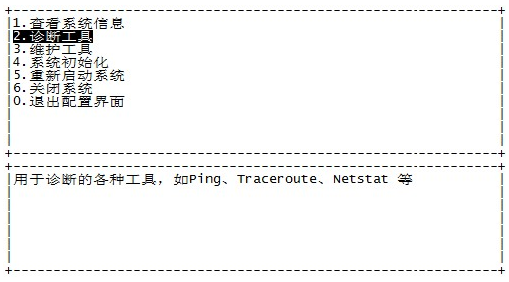 1.查看系统信息
2.诊断工具
3.维护工具
4.系统初始化
5.重新启动系统
6.关闭系统
0.退出配置界面
用于诊断的各种工具，如Ping、Traceroute、Netstat 等